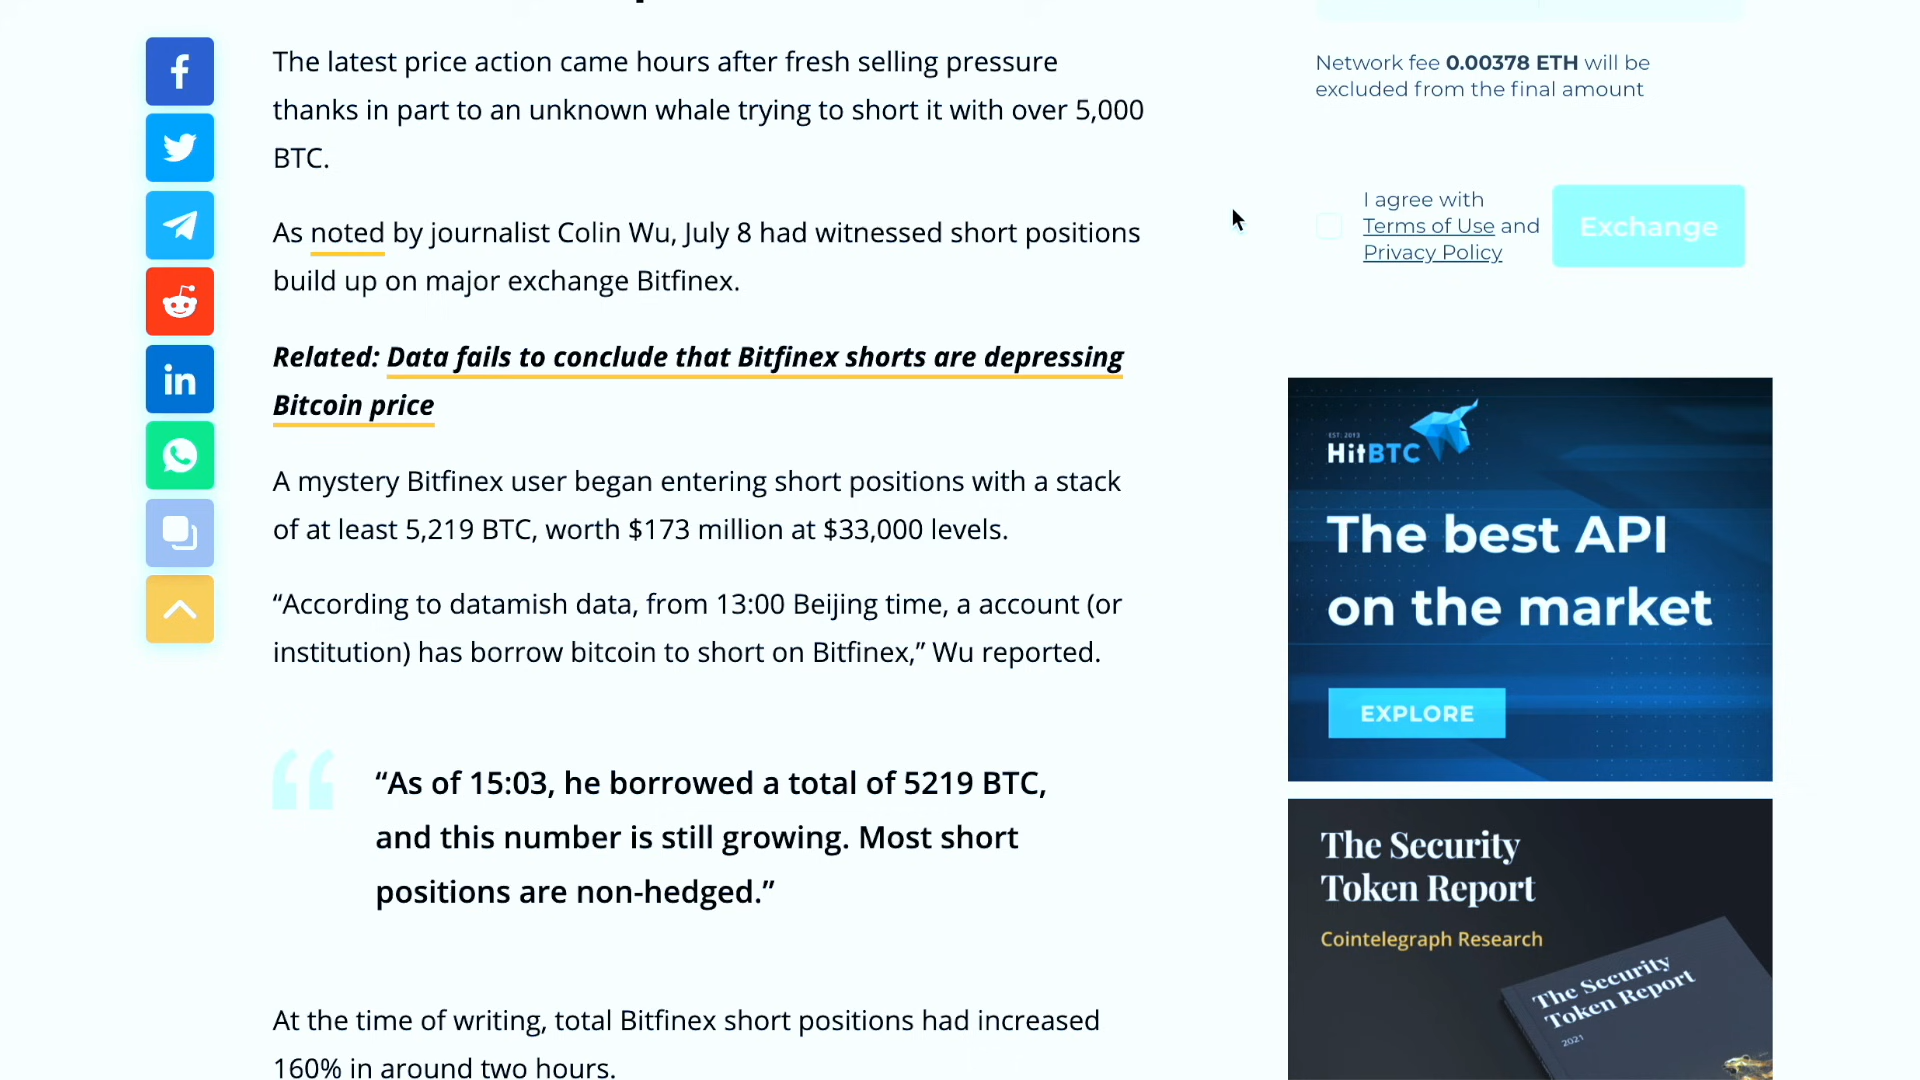 The latest price action came hours after fresh selling pressure
thanks in part to an unknown whale trying to short it with over 5,000
BTC.
As noted by journalist Colin Wu, July 8 had witnessed short positions
build up on major exchange Bitfinex.
Related: Data fails to conclude that Bitfinex shorts are depressing
Bitcoin price
A mystery Bitfinex user began entering short positions with a stack
of at least 5,219 BTC, worth $173 million at $33,000 levels.
“According to datamish data, from 13:00 Beijing time, a account (or
institution) has borrow bitcoin to short on Bitfinex,” Wu reported.
“As of 15:03, he borrowed a total of 5219 BTC,
and this number is still growing. Most short
positions are non-hedged.”
At the time of writing, total Bitfinex short positions had increased
160% in around two hours.
Network fee 0.00378 ETH will be
excluded from the final amount
I agree with
Terms of Use and
Privacy Policy
Exchange
EST: 2013
HitBTC
The best API
on the market
EXPLORE
The Security
Token Report
Cointelegraph Research
The Security
Token Report
2021